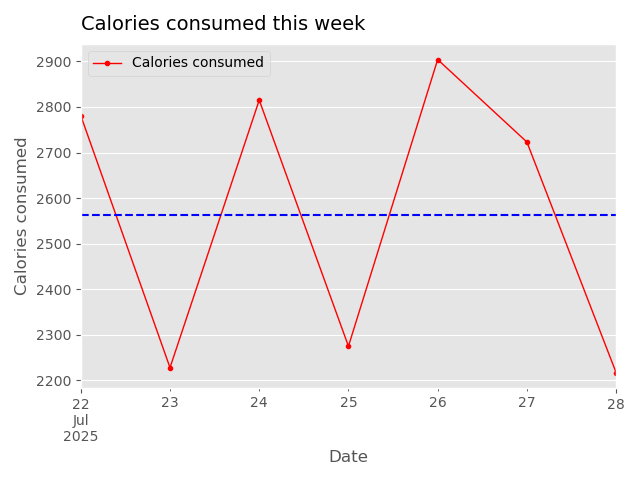 Calories consumed this week
Calories consumed
2900
2800
2700
2600
2500
2400
2300
2200
Calories consumed
22 23 24 25 26 27 28
Jul
2025
Date